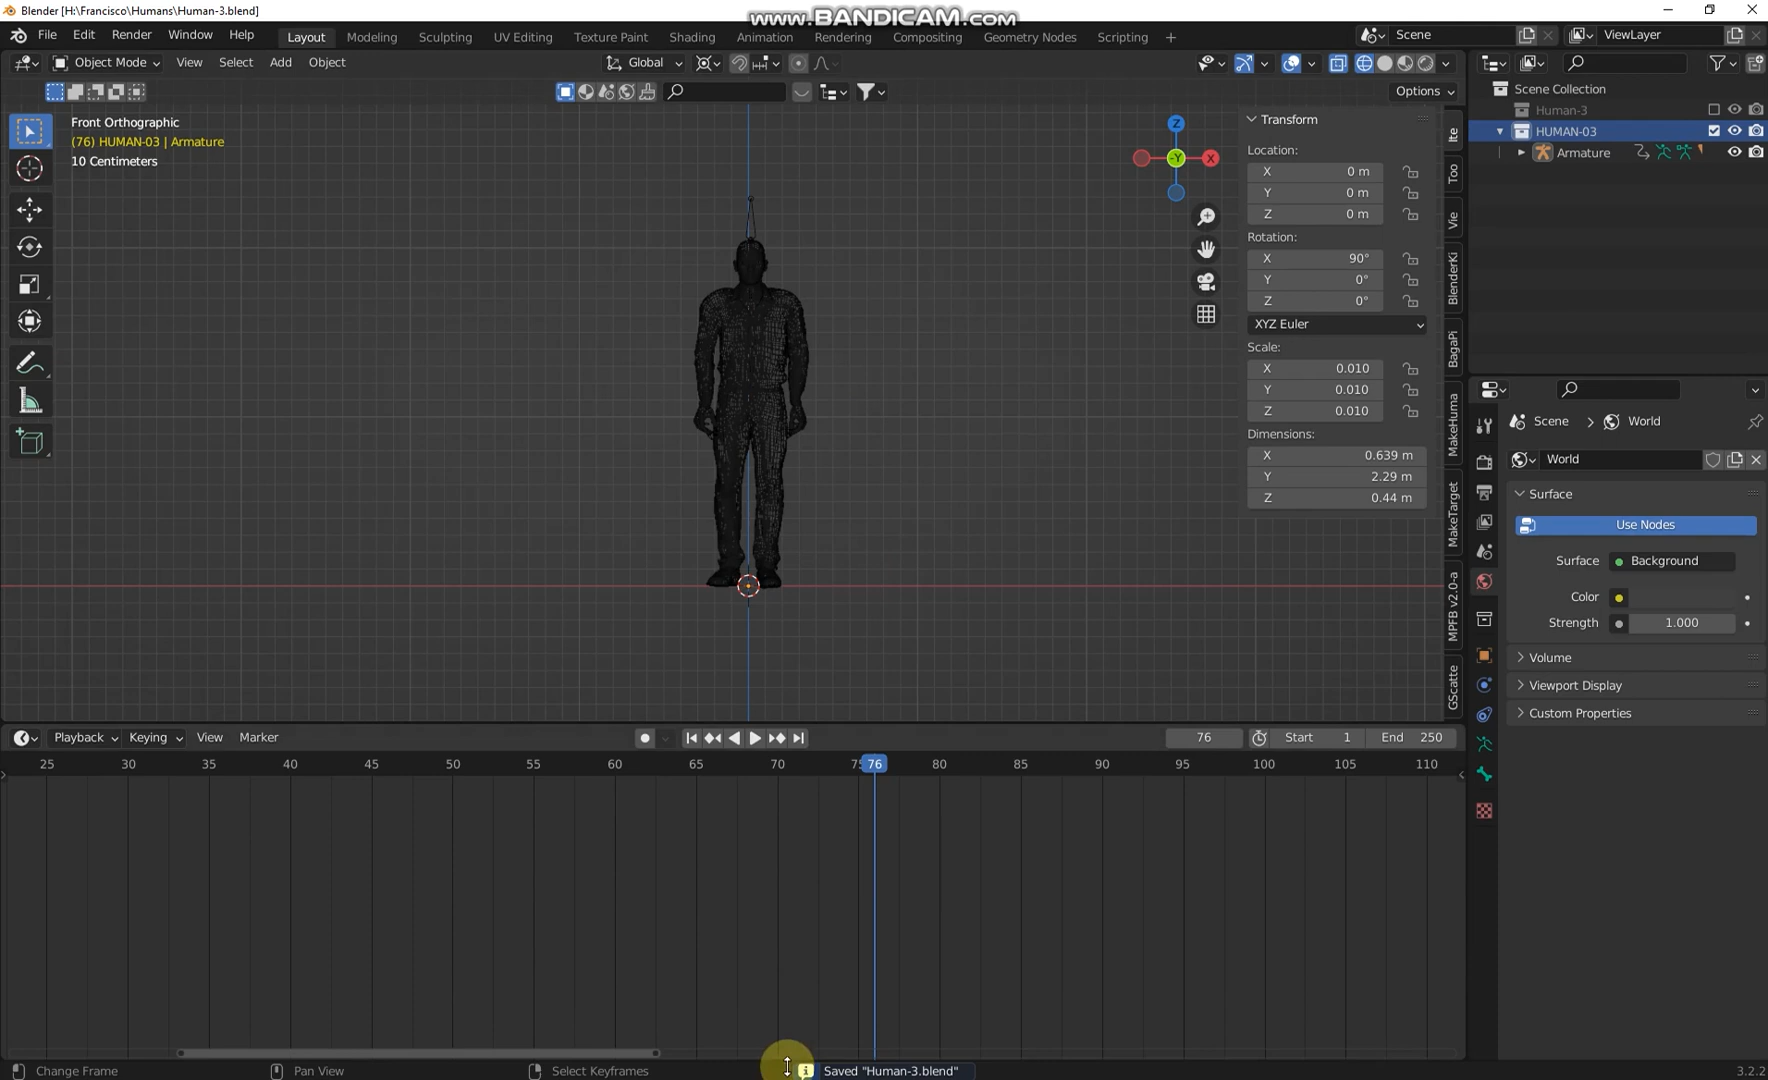 Blender [H:\Francisco\Humans\Human-3.blend]
www.BANDICAM.com
File Edit Render Window Help
Layout Modeling Sculpting UV Editing Texture Paint Shading Animation Rendering Compositing Geometry Nodes Scripting +
Scene
ViewLayer
Object Mode View Select Add Object
Global
Options
Front Orthographic
(76) HUMAN-03 | Armature
10 Centimeters
Z
-Y
X
Transform
Location:
X 0 m
Y 0 m
Z 0 m
Rotation:
X 90°
Y 0°
Z 0°
XYZ Euler
Scale:
X 0.010
Y 0.010
Z 0.010
Dimensions:
X 0.639 m
Y 2.29 m
Z 0.44 m
Ite
Too
Vie
BlenderKi
BagaPi
MakeHuma
MakeTarget
MPFB v2.0-a
GScatte
Scene Collection
Human-3
HUMAN-03
Armature
Scene > World
World
Surface
Use Nodes
Surface Background
Color
Strength 1.000
Volume
Viewport Display
Custom Properties
Playback Keying View Marker
76 Start 1 End 250
25 30 35 40 45 50 55 60 65 70 75 76 80 85 90 95 100 105 110
Change Frame Pan View Select Keyframes Saved "Human-3.blend" 3.2.2